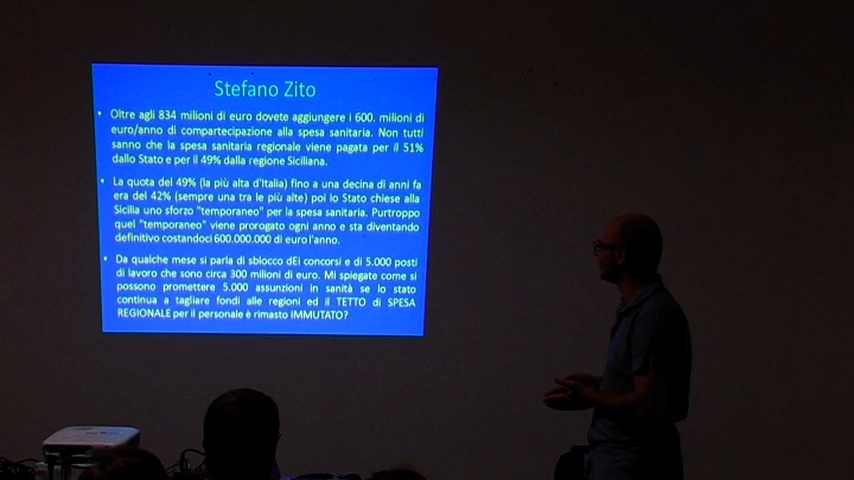 Stefano Zito
• Oltre agli 834 milioni di euro dovete aggiungere i 600. milioni di
euro/anno di compartecipazione alla spesa sanitaria. Non tutti
sanno che la spesa sanitaria regionale viene pagata per il 51%
dallo Stato e per il 49% dalla regione Siciliana.
• La quota del 49% (la più alta d'Italia) fino a una decina di anni fa
era del 42% (sempre una tra le più alte) poi lo Stato chiese alla
Sicilia uno sforzo "temporaneo" per la spesa sanitaria. Purtroppo
quel "temporaneo" viene prorogato ogni anno e sta diventando
definitivo costandoci 600.000.000 di euro l'anno.
• Da qualche mese si parla di sblocco dEi concorsi e di 5.000 posti
di lavoro che sono circa 300 milioni di euro. Mi spiegate come si
possono promettere 5.000 assunzioni in sanità se lo stato
continua a tagliare fondi alle regioni ed il TETTO di SPESA
REGIONALE per il personale è rimasto IMMUTATO?